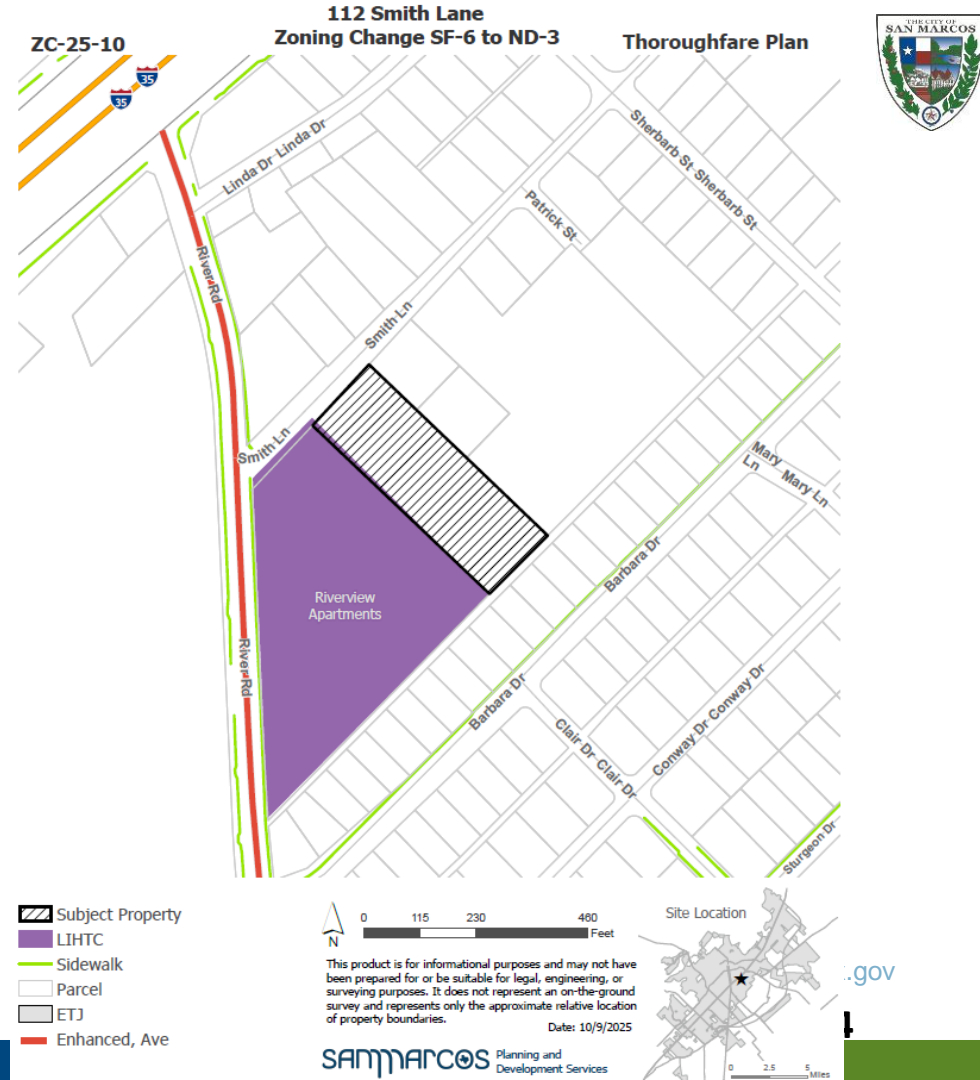 112 Smith Lane
ZC-25-10
Zoning Change SF-6 to ND-3
Thoroughfare Plan
THE CITY OF
SAN MARCOS
35
35
Linda Dr Linda Dr
Sherbarb St Sherbarb St
Patrick St
River Rd
Smith Ln
Smith Ln
Mary Mary Ln
Ln
Barbara Dr
Riverview
Apartments
River Rd
Barbara Dr
Conway Dr Conway Dr
Clair Dr Clair Dr
Sturgeon Dr
Subject Property
LIHTC
Sidewalk
Parcel
ETJ
Enhanced, Ave
N
0 115 230 460
Feet
This product is for informational purposes and may not have
been prepared for or be suitable for legal, engineering, or
surveying purposes. It does not represent an on-the-ground
survey and represents only the approximate relative location
of property boundaries.
Date: 10/9/2025
SAN MARCOS Planning and
Development Services
Site Location
0 2.5 5
Miles
.gov